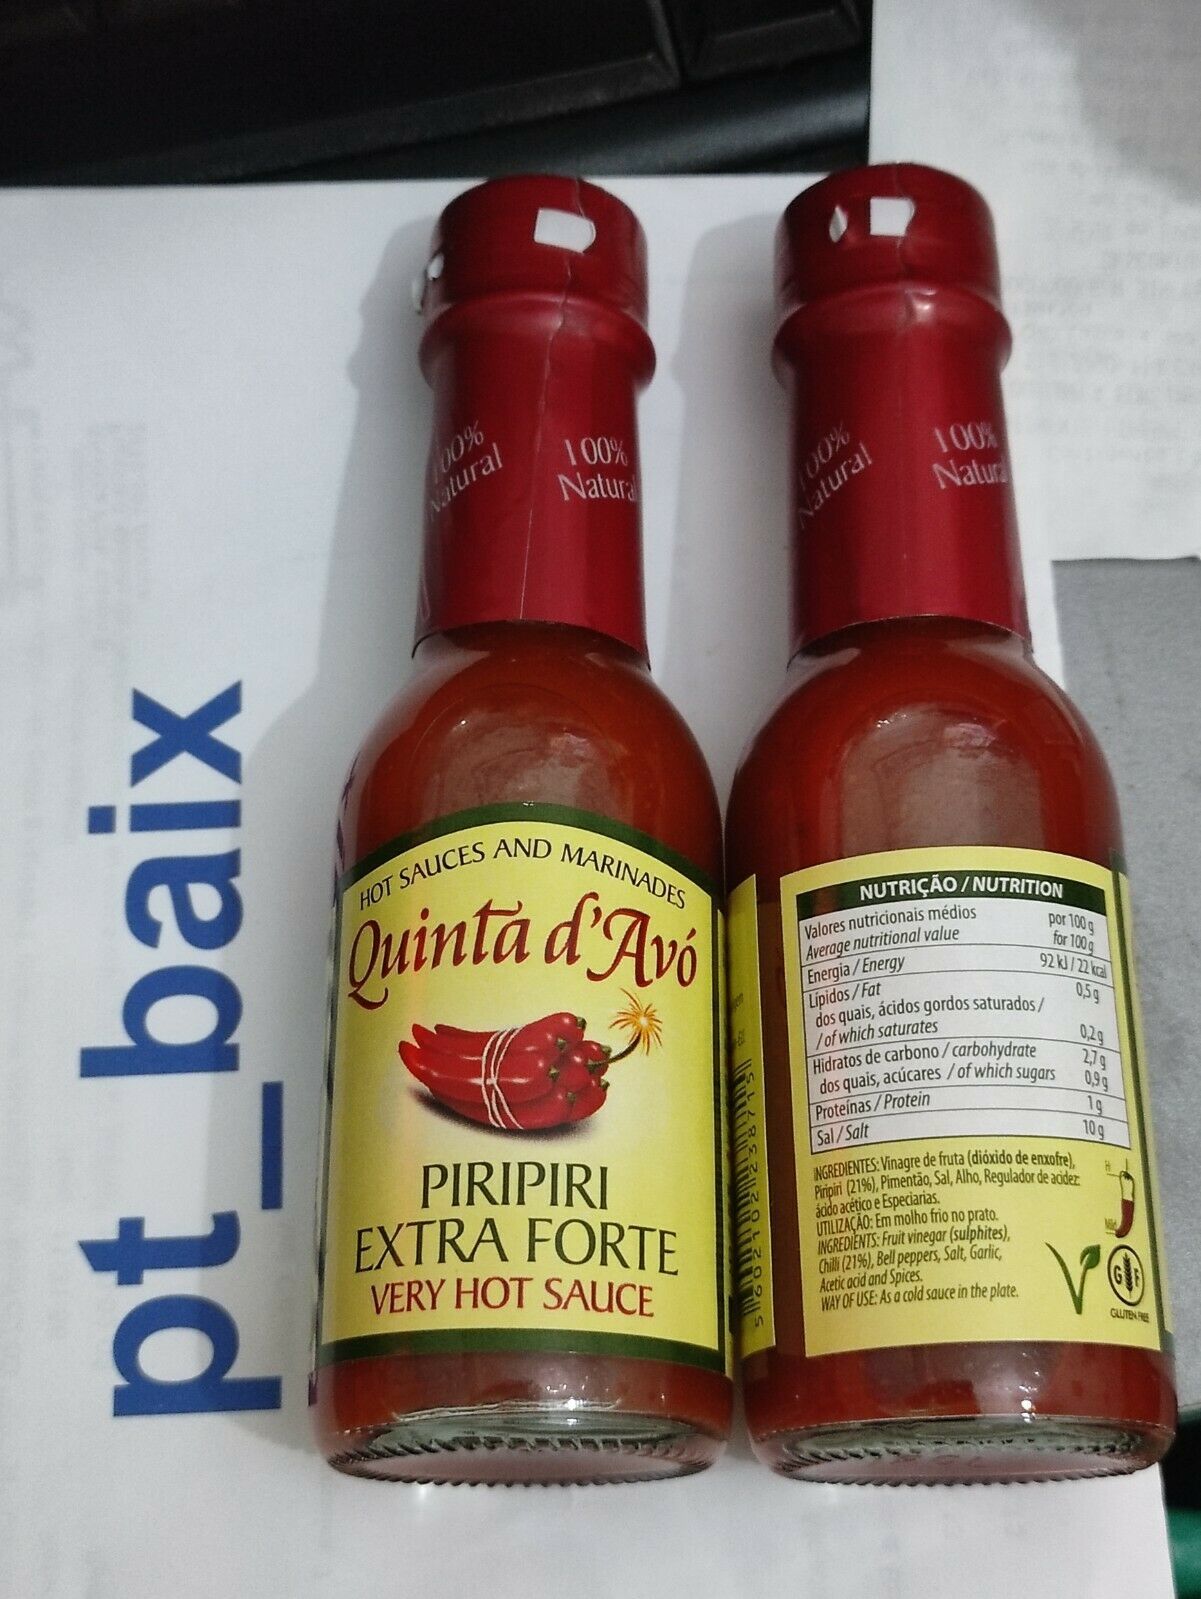 pt_baix
100%
Natural
100%
Natural
HOT SAUCES AND MARINADES
Quinta d'Avó
PIRIPIRI
EXTRA FORTE
VERY HOT SAUCE
100%
Natural
100%
Natural
5602102238715
NUTRIÇÃO / NUTRITION
Valores nutricionais médios por 100 g
Average nutritional value for 100 g
Energia / Energy 92 kJ / 22 kcal
Lípidos / Fat 0,5 g
dos quais, ácidos gordos saturados /
/ of which saturates 0,2 g
Hidratos de carbono / carbohydrate 2,7 g
dos quais, açúcares / of which sugars 0,9 g
Proteínas / Protein 1 g
Sal / Salt 10 g
INGREDIENTES: Vinagre de fruta (dióxido de enxofre),
Piripiri (21%), Pimentão, Sal, Alho, Regulador de acidez:
ácido acético e Especiarias.
UTILIZAÇÃO: Em molho frio no prato.
INGREDIENTS: Fruit vinegar (sulphites),
Chilli (21%), Bell peppers, Salt, Garlic,
Acetic acid and Spices.
WAY OF USE: As a cold sauce in the plate.
G F
GLUTEN FREE